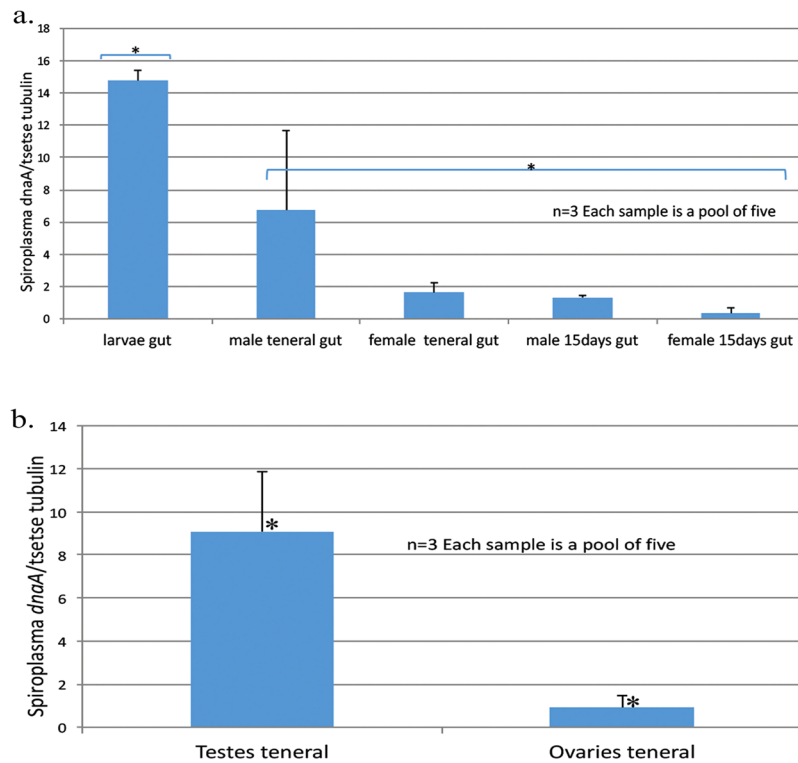 a.
Spiroplasma dnaA/tsetse tubulin
18
16
14
12
10
8
6
4
2
0
*
*
n=3 Each sample is a pool of five
larvae gut
male teneral gut
female teneral gut
male 15days gut
female 15days gut
b.
Spiroplasma dnaA/tsetse tubulin
14
12
10
8
6
4
2
0
*
*
n=3 Each sample is a pool of five
Testes teneral
Ovaries teneral